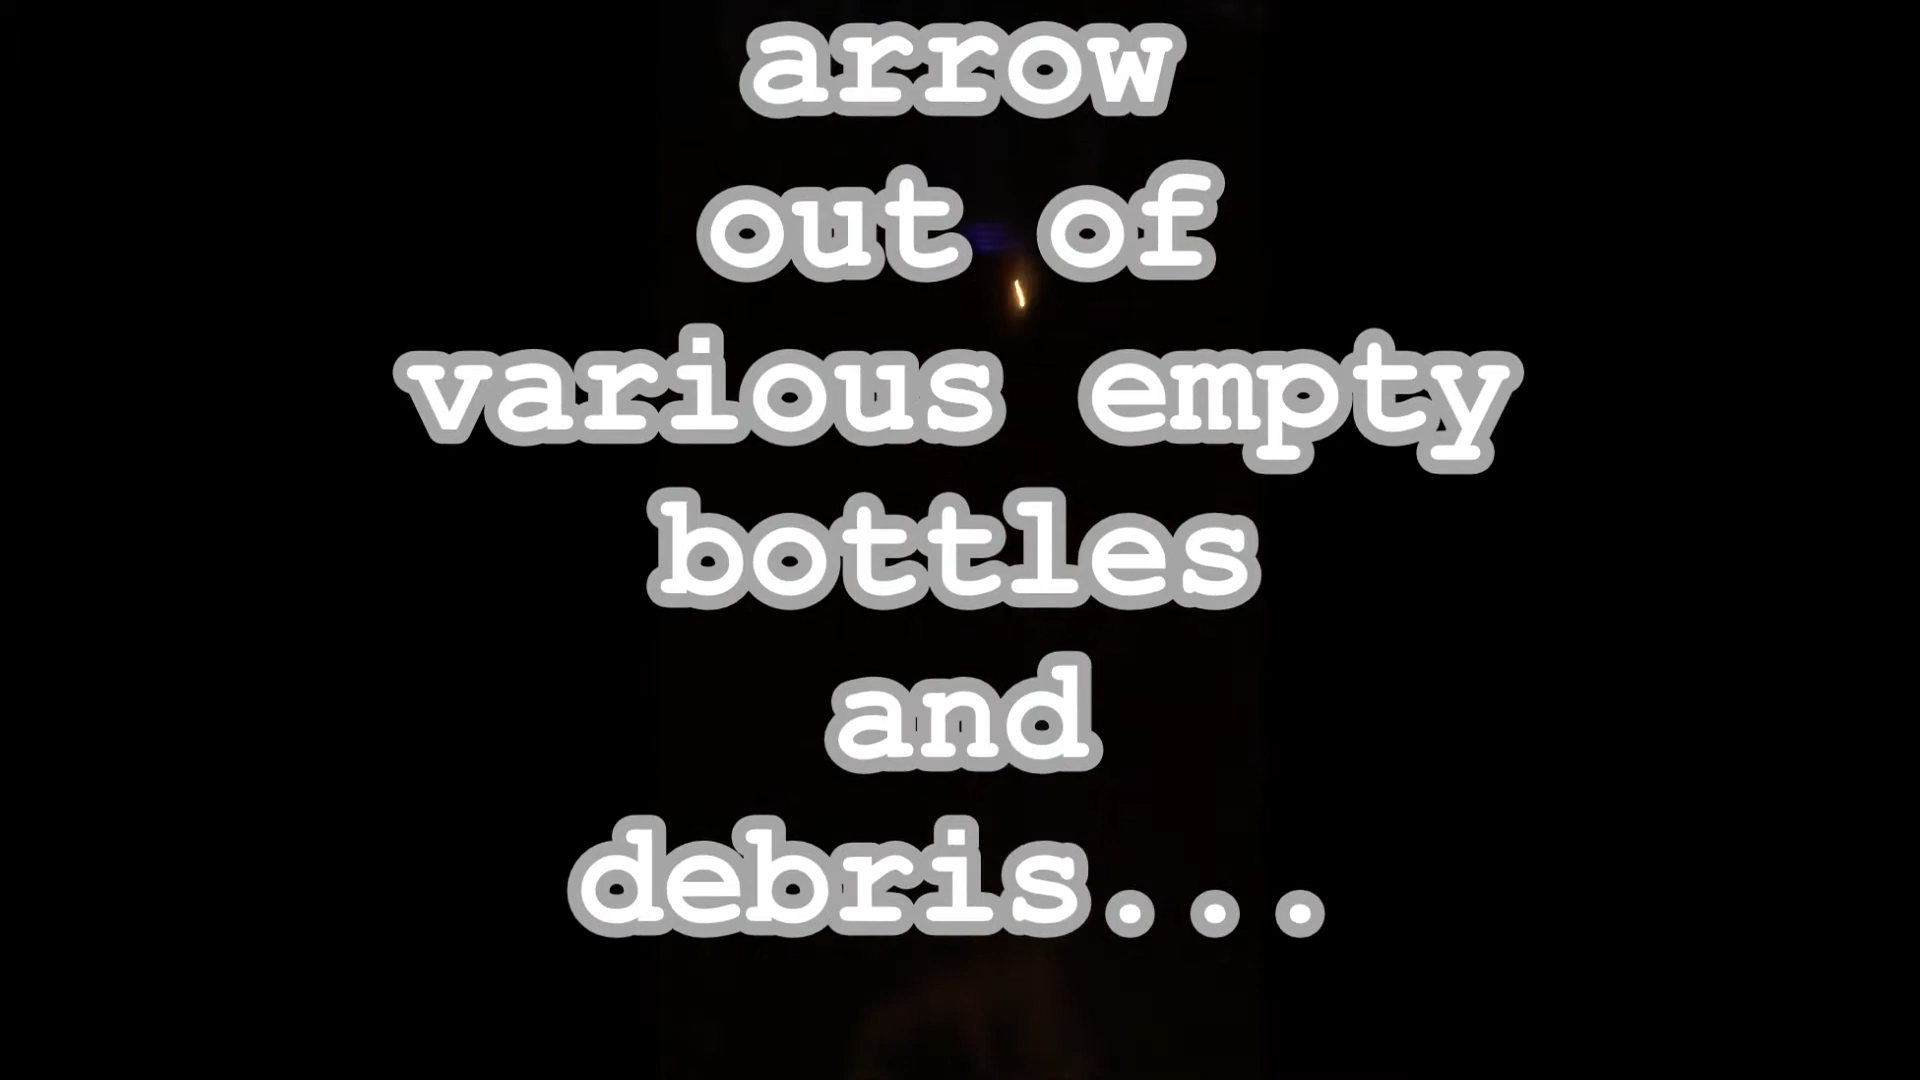 arrow
out of
various empty
bottles
and
debris...